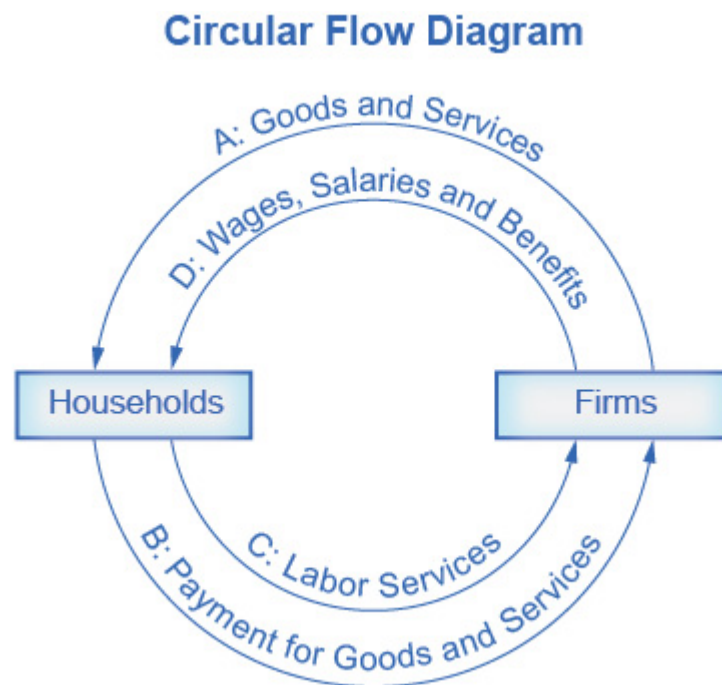 Circular Flow Diagram
A: Goods and Services
D: Wages, Salaries and Benefits
Households
Firms
C: Labor Services
B: Payment for Goods and Services